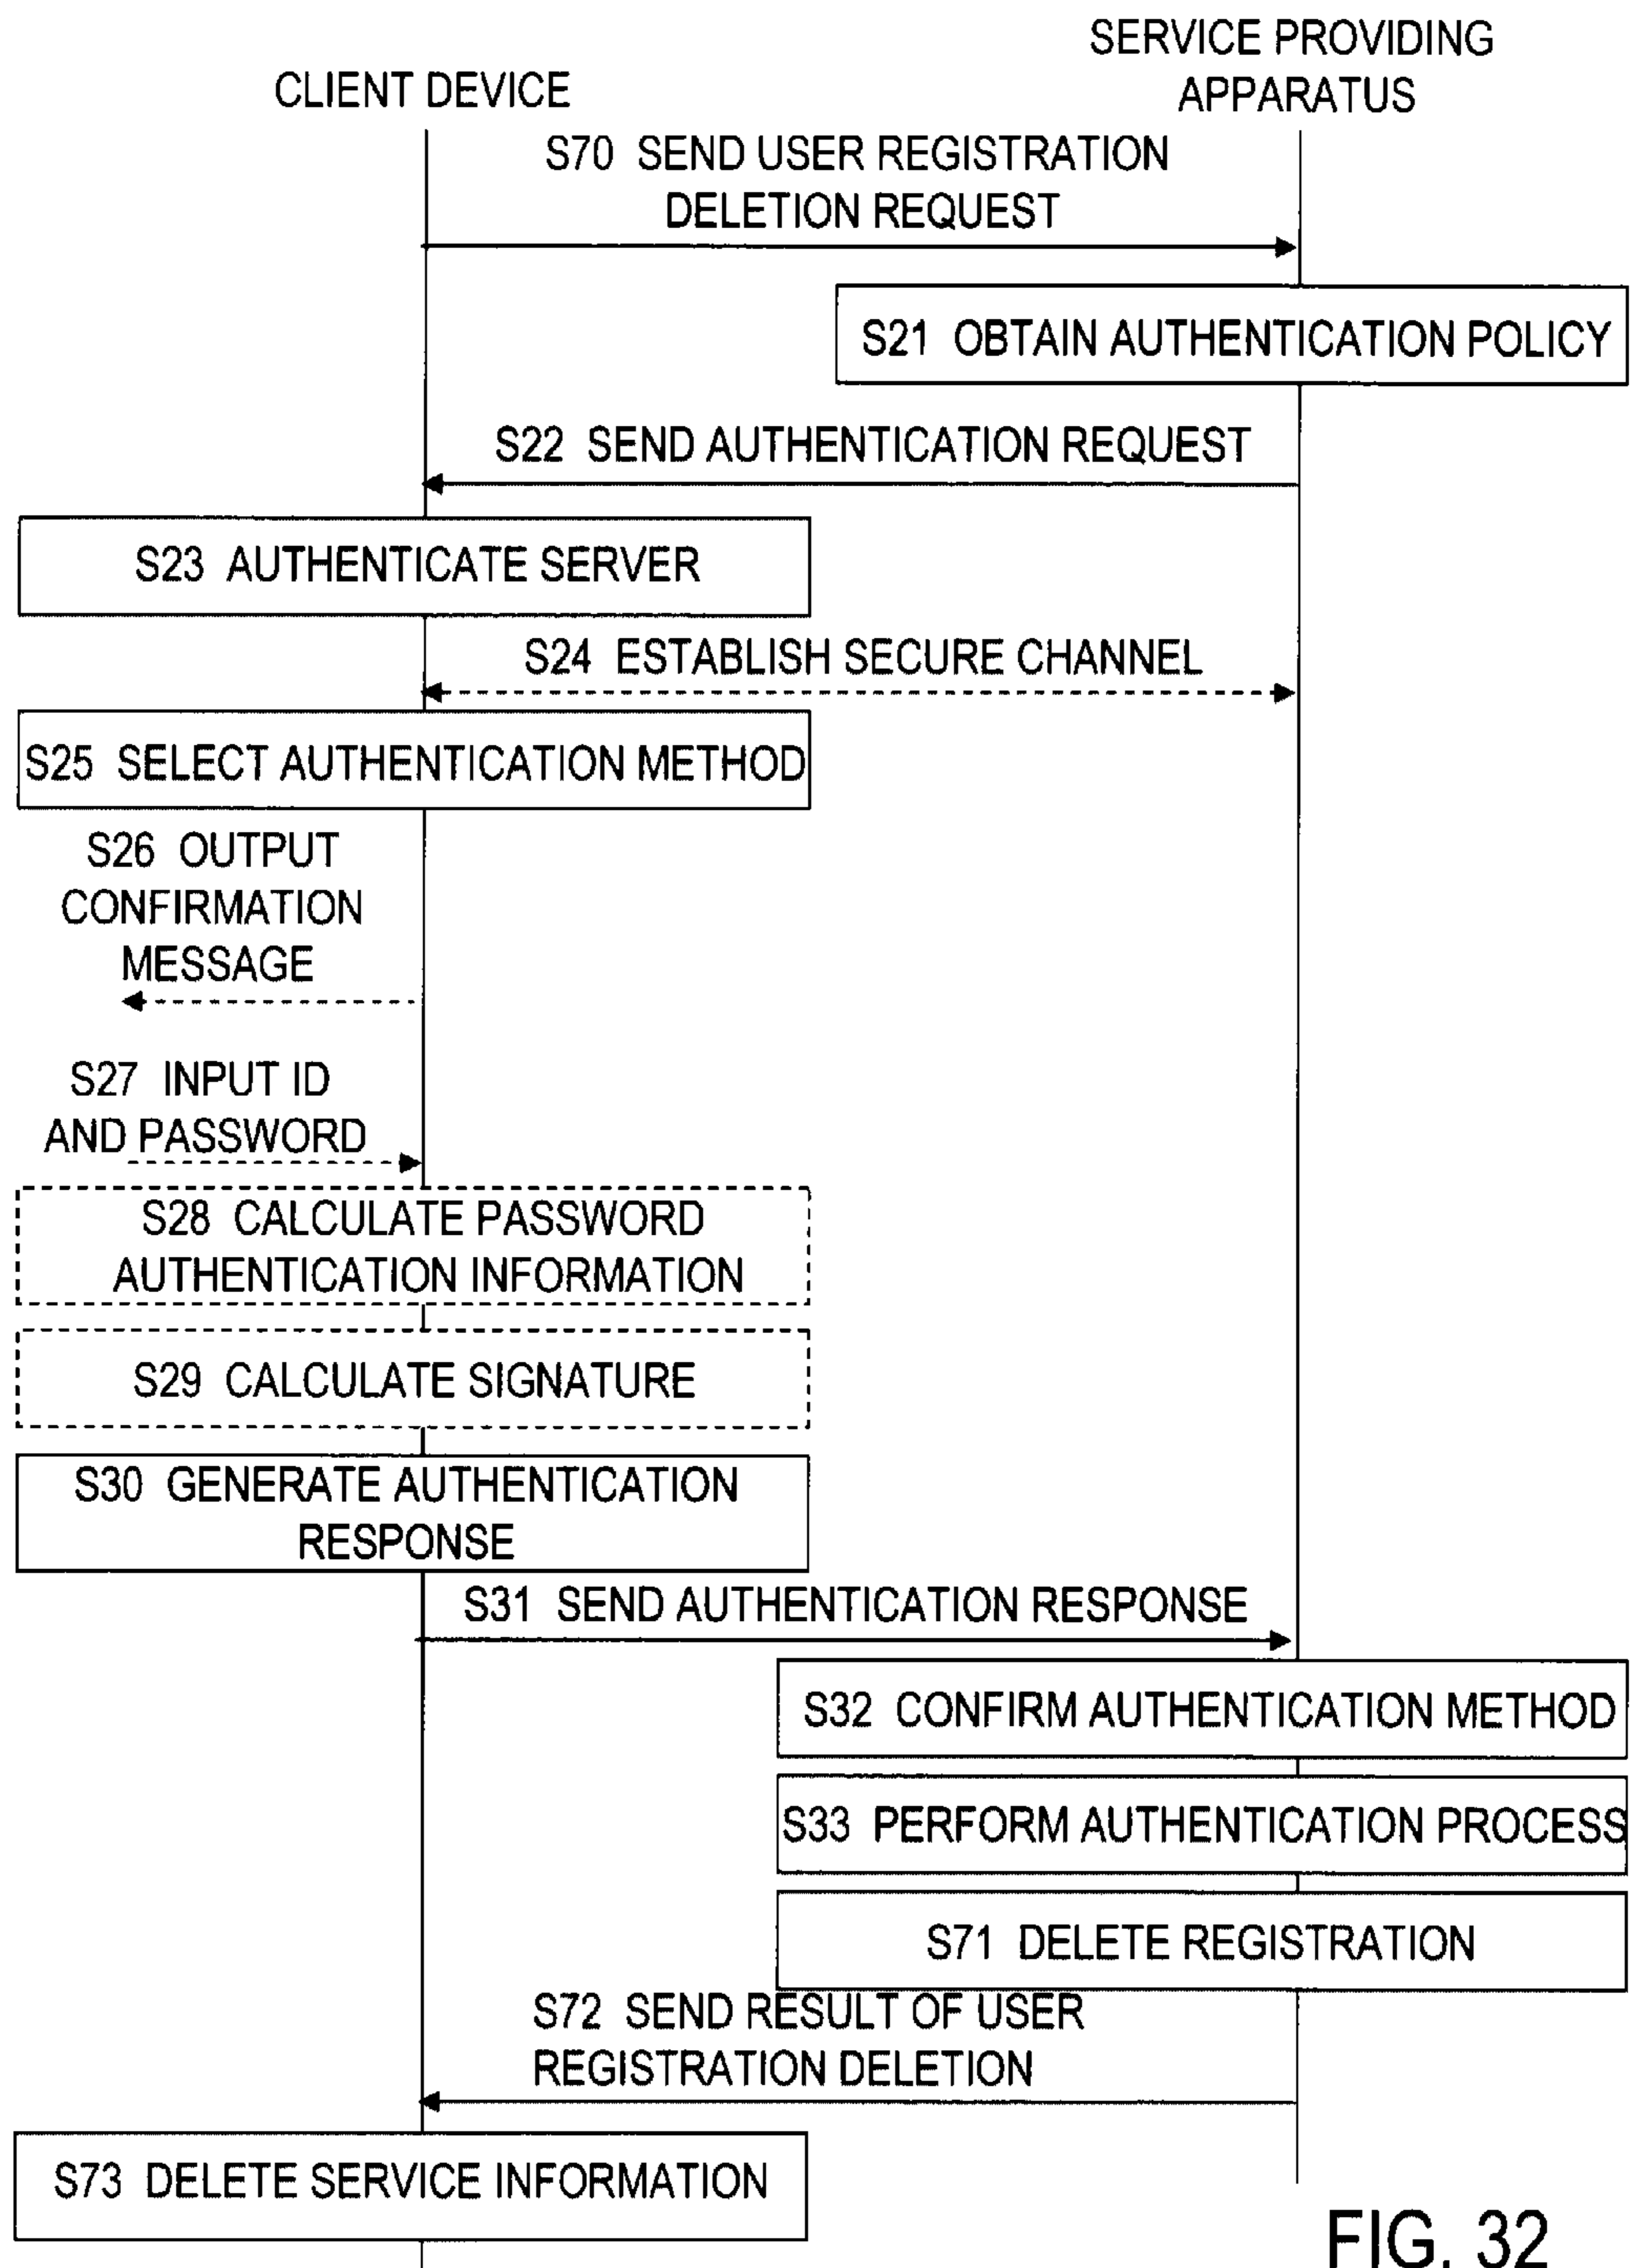 SERVICE PROVIDING
APPARATUS
CLIENT DEVICE
S70 SEND USER REGISTRATION
DELETION REQUEST
S21 OBTAIN AUTHENTICATION POLICY
S22 SEND AUTHENTICATION REQUEST
S23 AUTHENTICATE SERVER
S24 ESTABLISH SECURE CHANNEL
S25 SELECT AUTHENTICATION METHOD
S26 OUTPUT
CONFIRMATION
MESSAGE
S27 INPUT ID
AND PASSWORD
S28 CALCULATE PASSWORD
AUTHENTICATION INFORMATION
S29 CALCULATE SIGNATURE
S30 GENERATE AUTHENTICATION
RESPONSE
S31 SEND AUTHENTICATION RESPONSE
S32 CONFIRM AUTHENTICATION METHOD
S33 PERFORM AUTHENTICATION PROCESS
S71 DELETE REGISTRATION
S72 SEND RESULT OF USER
REGISTRATION DELETION
S73 DELETE SERVICE INFORMATION
FIG. 32